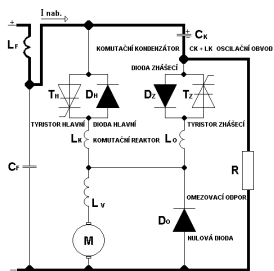 I nab.
+
LF
CK
KOMUTAČNÍ KONDENZÁTOR
CK + LK OSCILAČNÍ OBVOD
DIODA ZHÁŠECÍ
TH
DH
DZ
TZ
TYRISTOR HLAVNÍ
DIODA HLAVNÍ
TYRISTOR ZHÁŠECÍ
LK
KOMUTAČNÍ REAKTOR
LO
CF
R
LV
OMEZOVACÍ ODPOR
M
DO
NULOVÁ DIODA